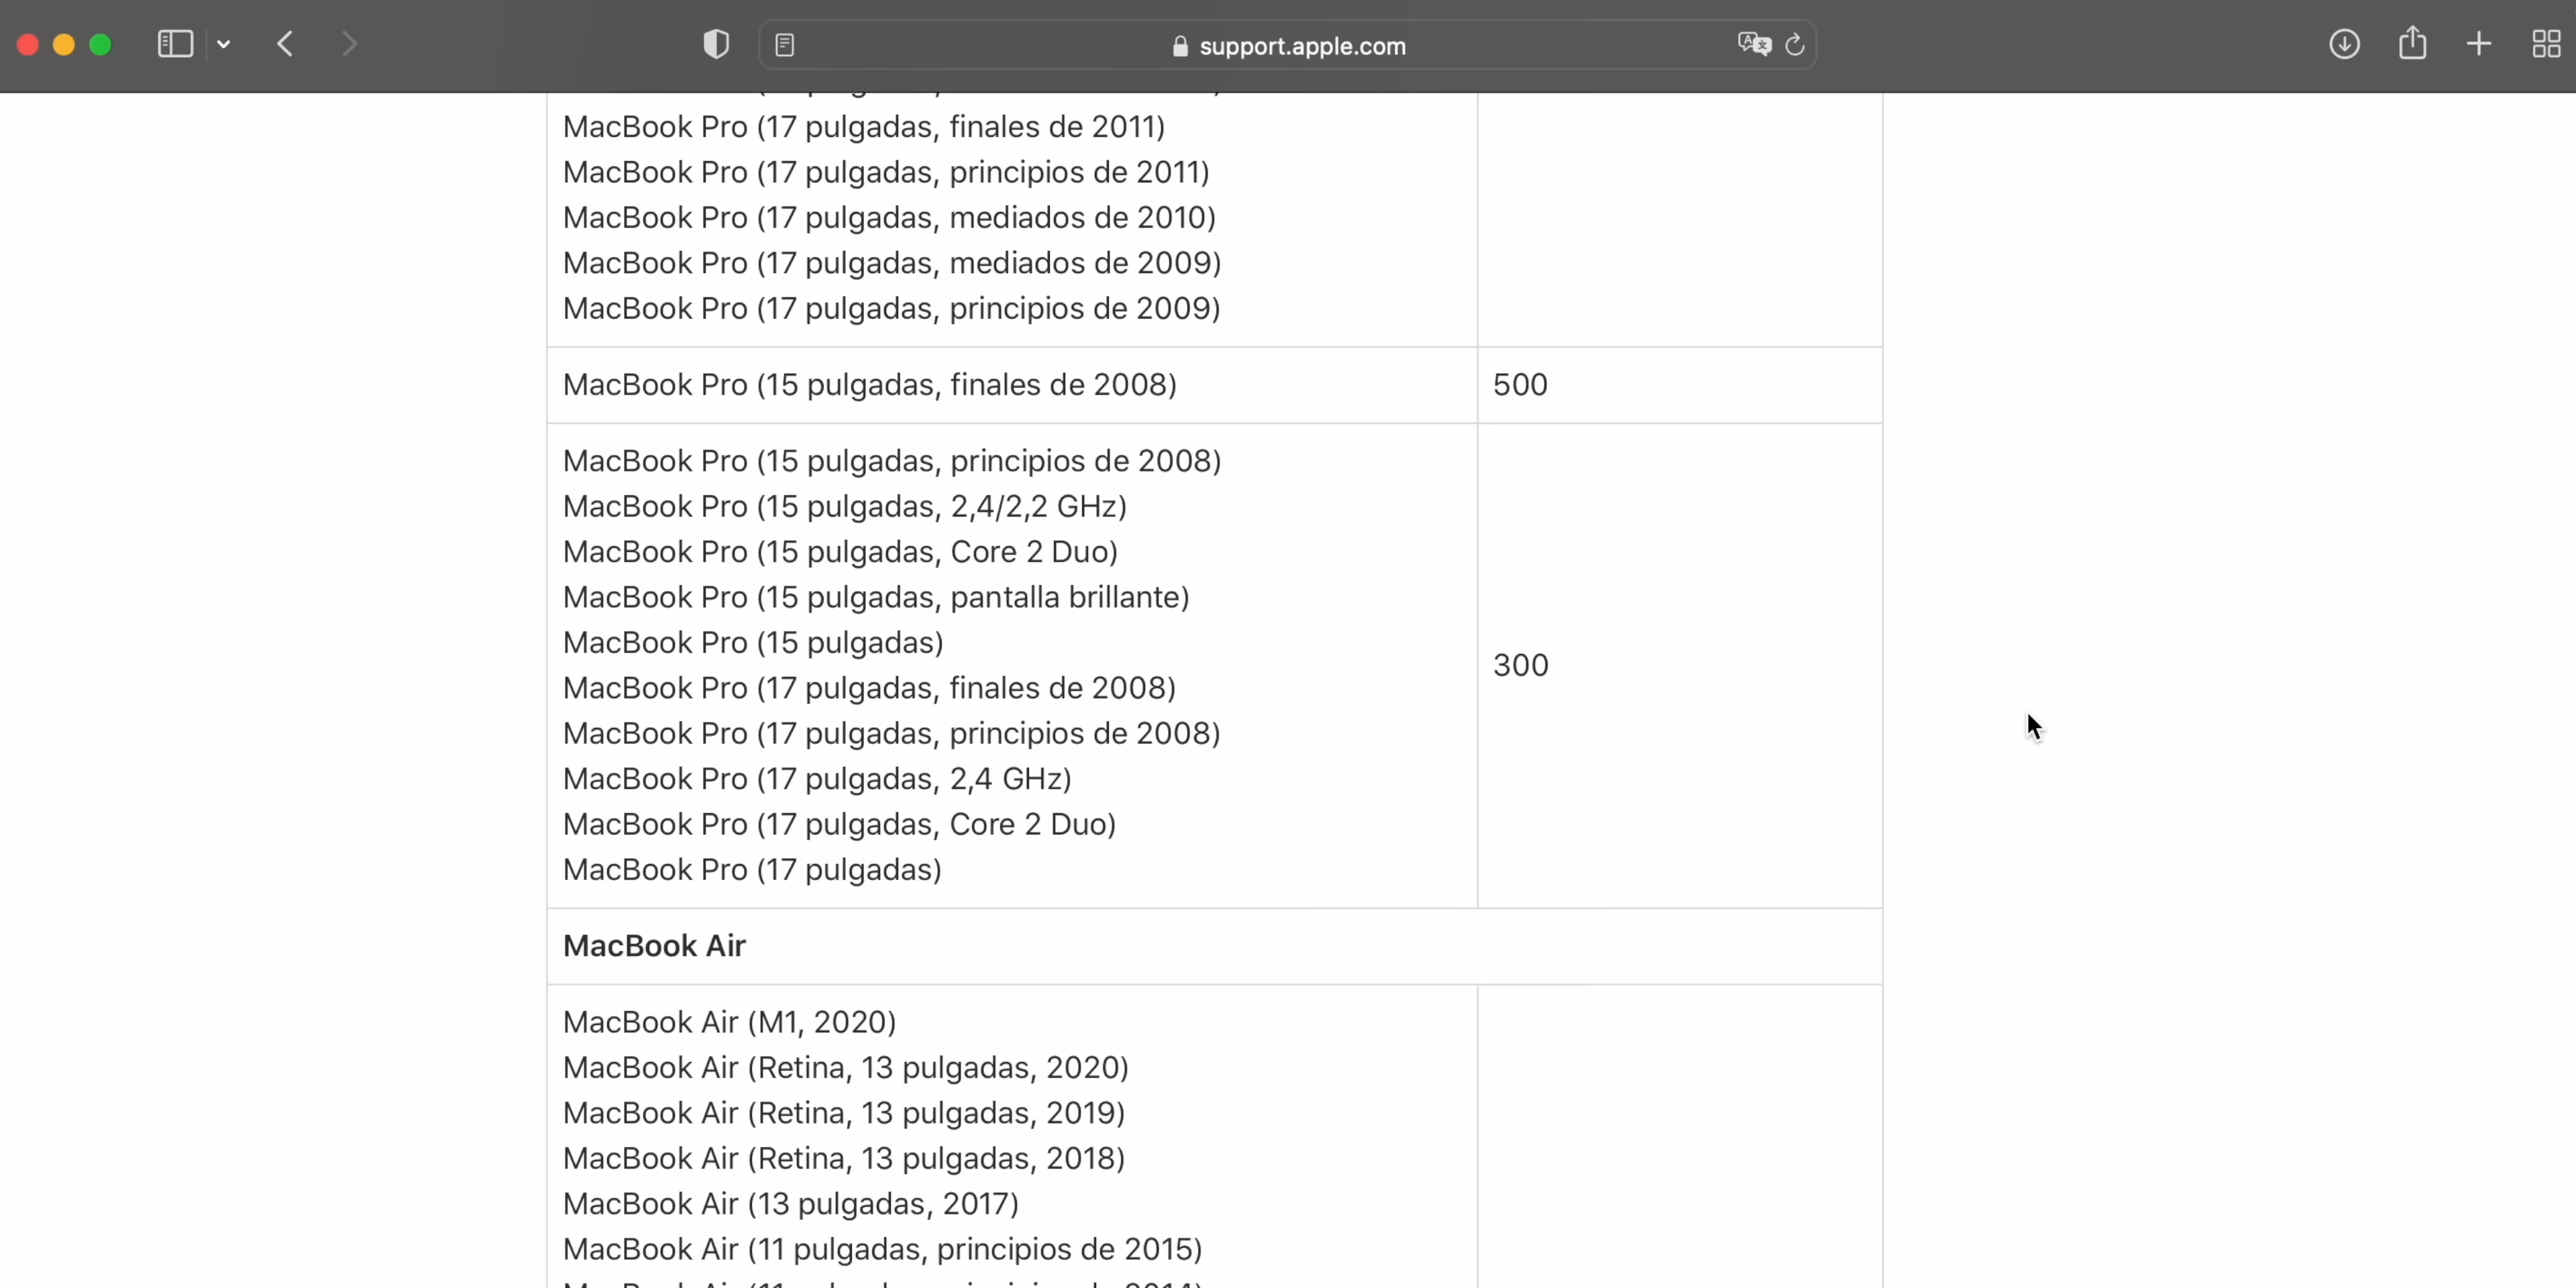 support.apple.com
MacBook Pro (17 pulgadas, finales de 2011)
MacBook Pro (17 pulgadas, principios de 2011)
MacBook Pro (17 pulgadas, mediados de 2010)
MacBook Pro (17 pulgadas, mediados de 2009)
MacBook Pro (17 pulgadas, principios de 2009)
MacBook Pro (15 pulgadas, finales de 2008)
500
MacBook Pro (15 pulgadas, principios de 2008)
MacBook Pro (15 pulgadas, 2,4/2,2 GHz)
MacBook Pro (15 pulgadas, Core 2 Duo)
MacBook Pro (15 pulgadas, pantalla brillante)
MacBook Pro (15 pulgadas)
MacBook Pro (17 pulgadas, finales de 2008)
MacBook Pro (17 pulgadas, principios de 2008)
MacBook Pro (17 pulgadas, 2,4 GHz)
MacBook Pro (17 pulgadas, Core 2 Duo)
MacBook Pro (17 pulgadas)
300
MacBook Air
MacBook Air (M1, 2020)
MacBook Air (Retina, 13 pulgadas, 2020)
MacBook Air (Retina, 13 pulgadas, 2019)
MacBook Air (Retina, 13 pulgadas, 2018)
MacBook Air (13 pulgadas, 2017)
MacBook Air (11 pulgadas, principios de 2015)